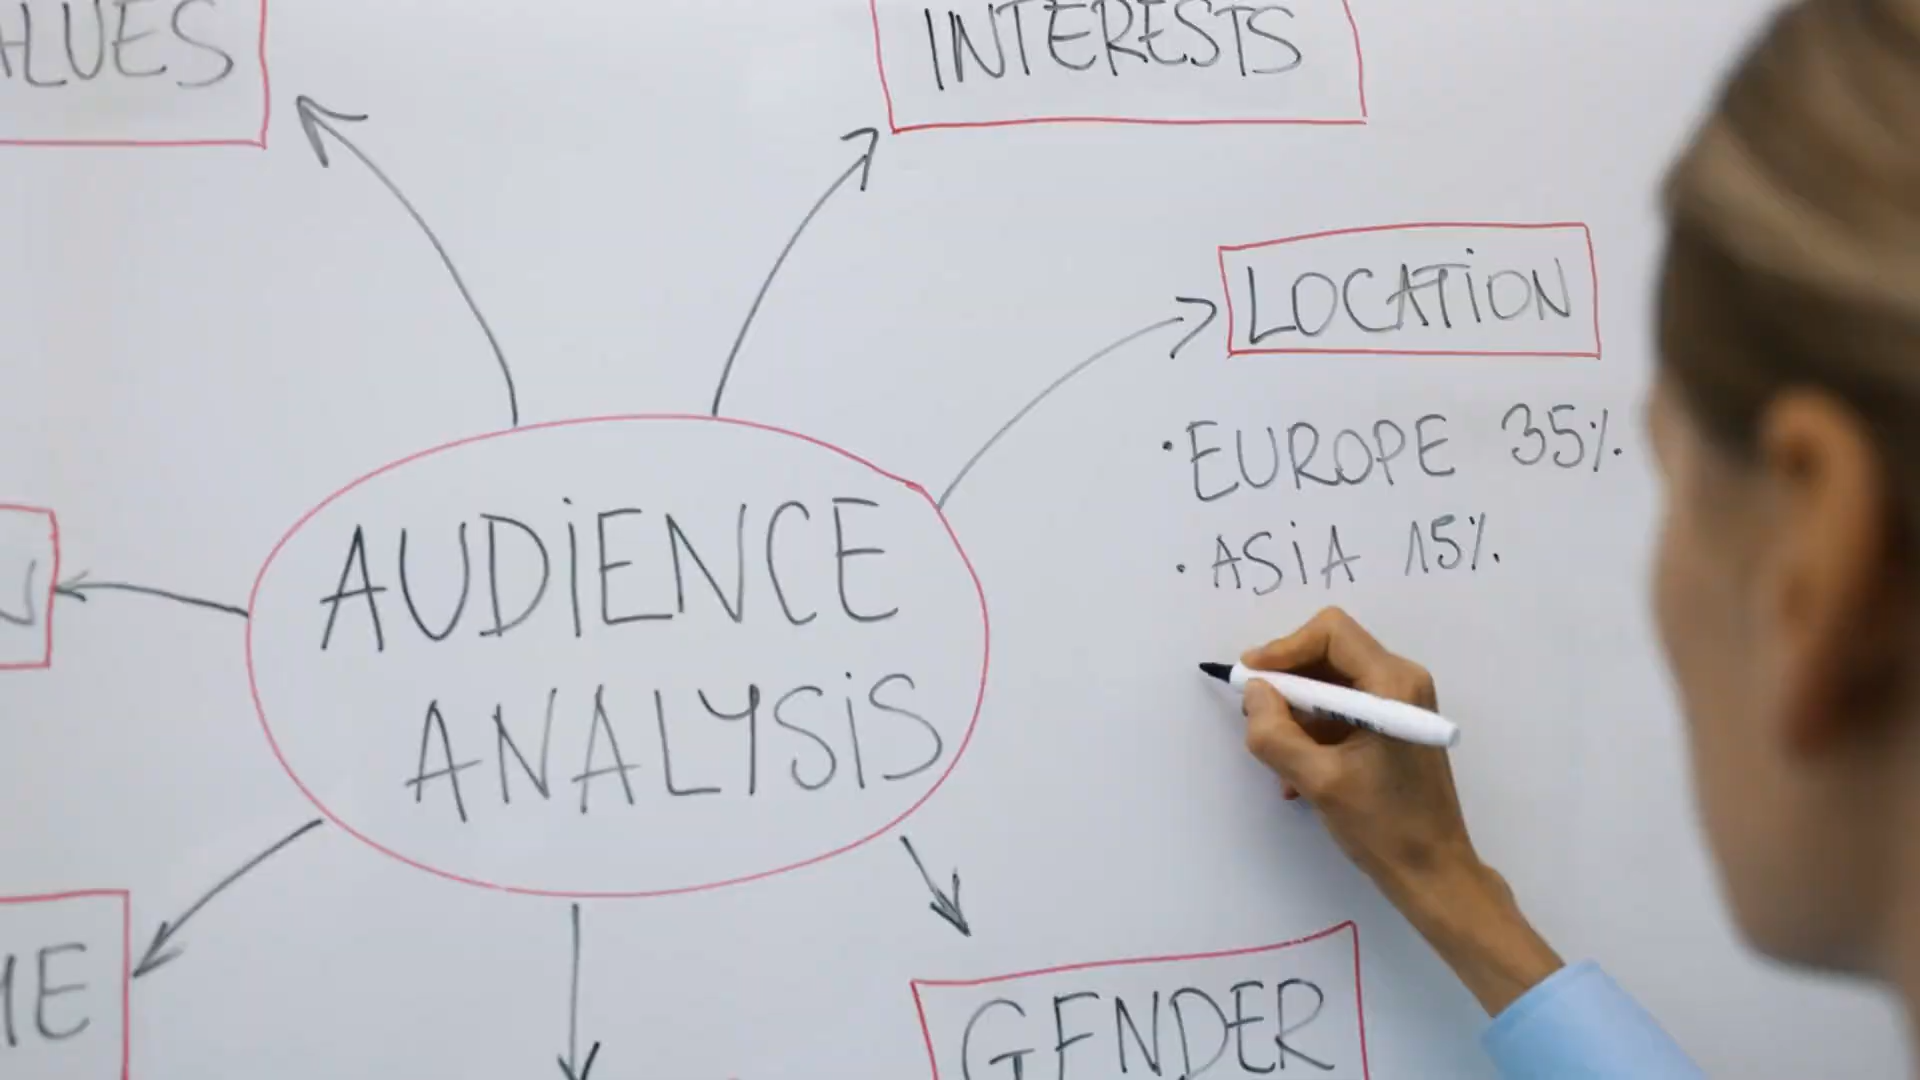 INTERESTS
LOCATION
· EUROPE 35%
· ASiA 15%
AUDiENCE
ANALYSiS
GENDER